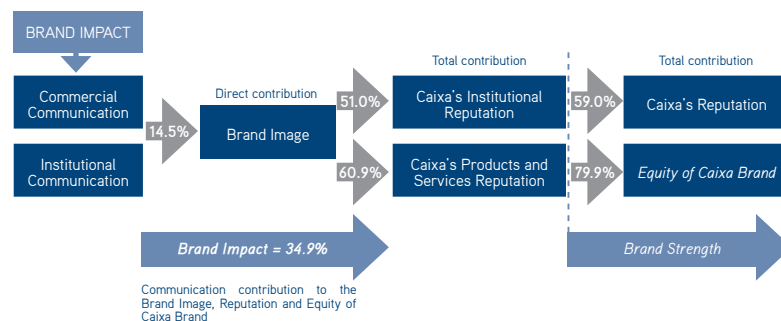 BRAND IMPACT
Commercial
Communication
Institutional
Communication
14.5%
Direct contribution
Brand Image
51.0%
60.9%
Total contribution
Caixa's Institutional
Reputation
Caixa's Products and
Services Reputation
59.0%
79.9%
Total contribution
Caixa's Reputation
Equity of Caixa Brand
Brand Impact = 34.9%
Brand Strength
Communication contribution to the
Brand Image, Reputation and Equity of
Caixa Brand